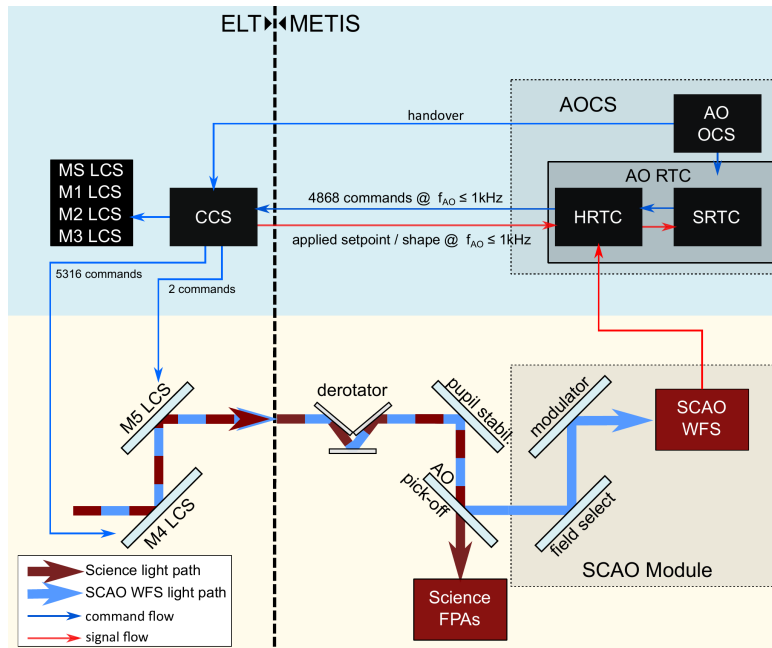 ELT METIS
AOCS
AO
OCS
handover
AO RTC
MS LCS
M1 LCS
M2 LCS
M3 LCS
CCS
4868 commands @ fAO ≤ 1kHz
HRTC
SRTC
applied setpoint / shape @ fAO ≤ 1kHz
5316 commands
2 commands
derotator
M5 LCS
pupil stabil.
modulator
SCAO
WFS
AO
pick-off
M4 LCS
field select
SCAO Module
Science light path
SCAO WFS light path
command flow
signal flow
Science
FPAs